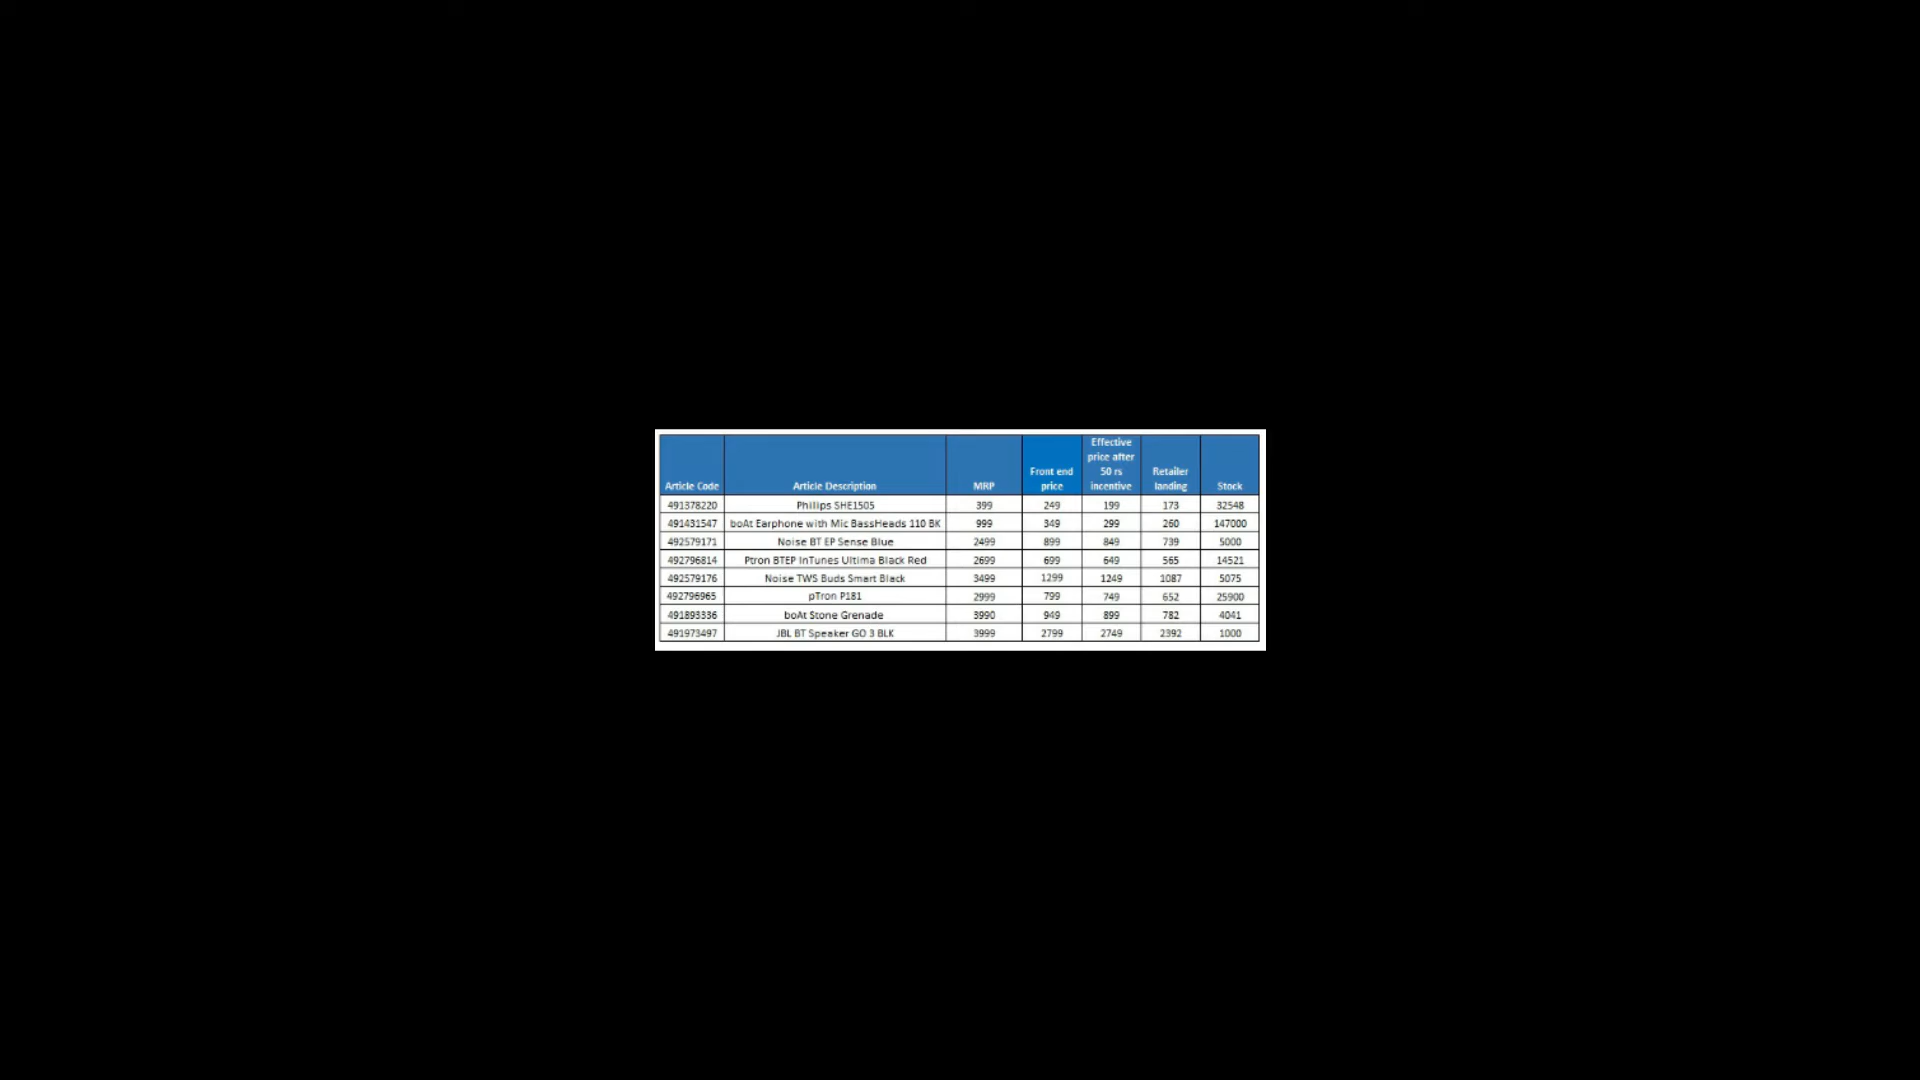 Article Code Article Description MRP Front end price Effective price after 50 rs incentive Retailer landing Stock
491378220 Philips SHE1505 399 249 199 173 32548
491431547 boAt Earphone with Mic BassHeads 110 BK 999 349 299 260 147000
492579171 Noise BT EP Sense Blue 2499 899 849 739 5000
492796814 Ptron BTEP InTunes Ultima Black Red 2699 699 649 565 14521
492579176 Noise TWS Buds Smart Black 3499 1299 1249 1087 5075
492796965 pTron P181 2999 799 749 652 25900
491893336 boAt Stone Grenade 3990 949 899 782 4041
491973497 JBL BT Speaker GO 3 BLK 3999 2799 2749 2392 1000